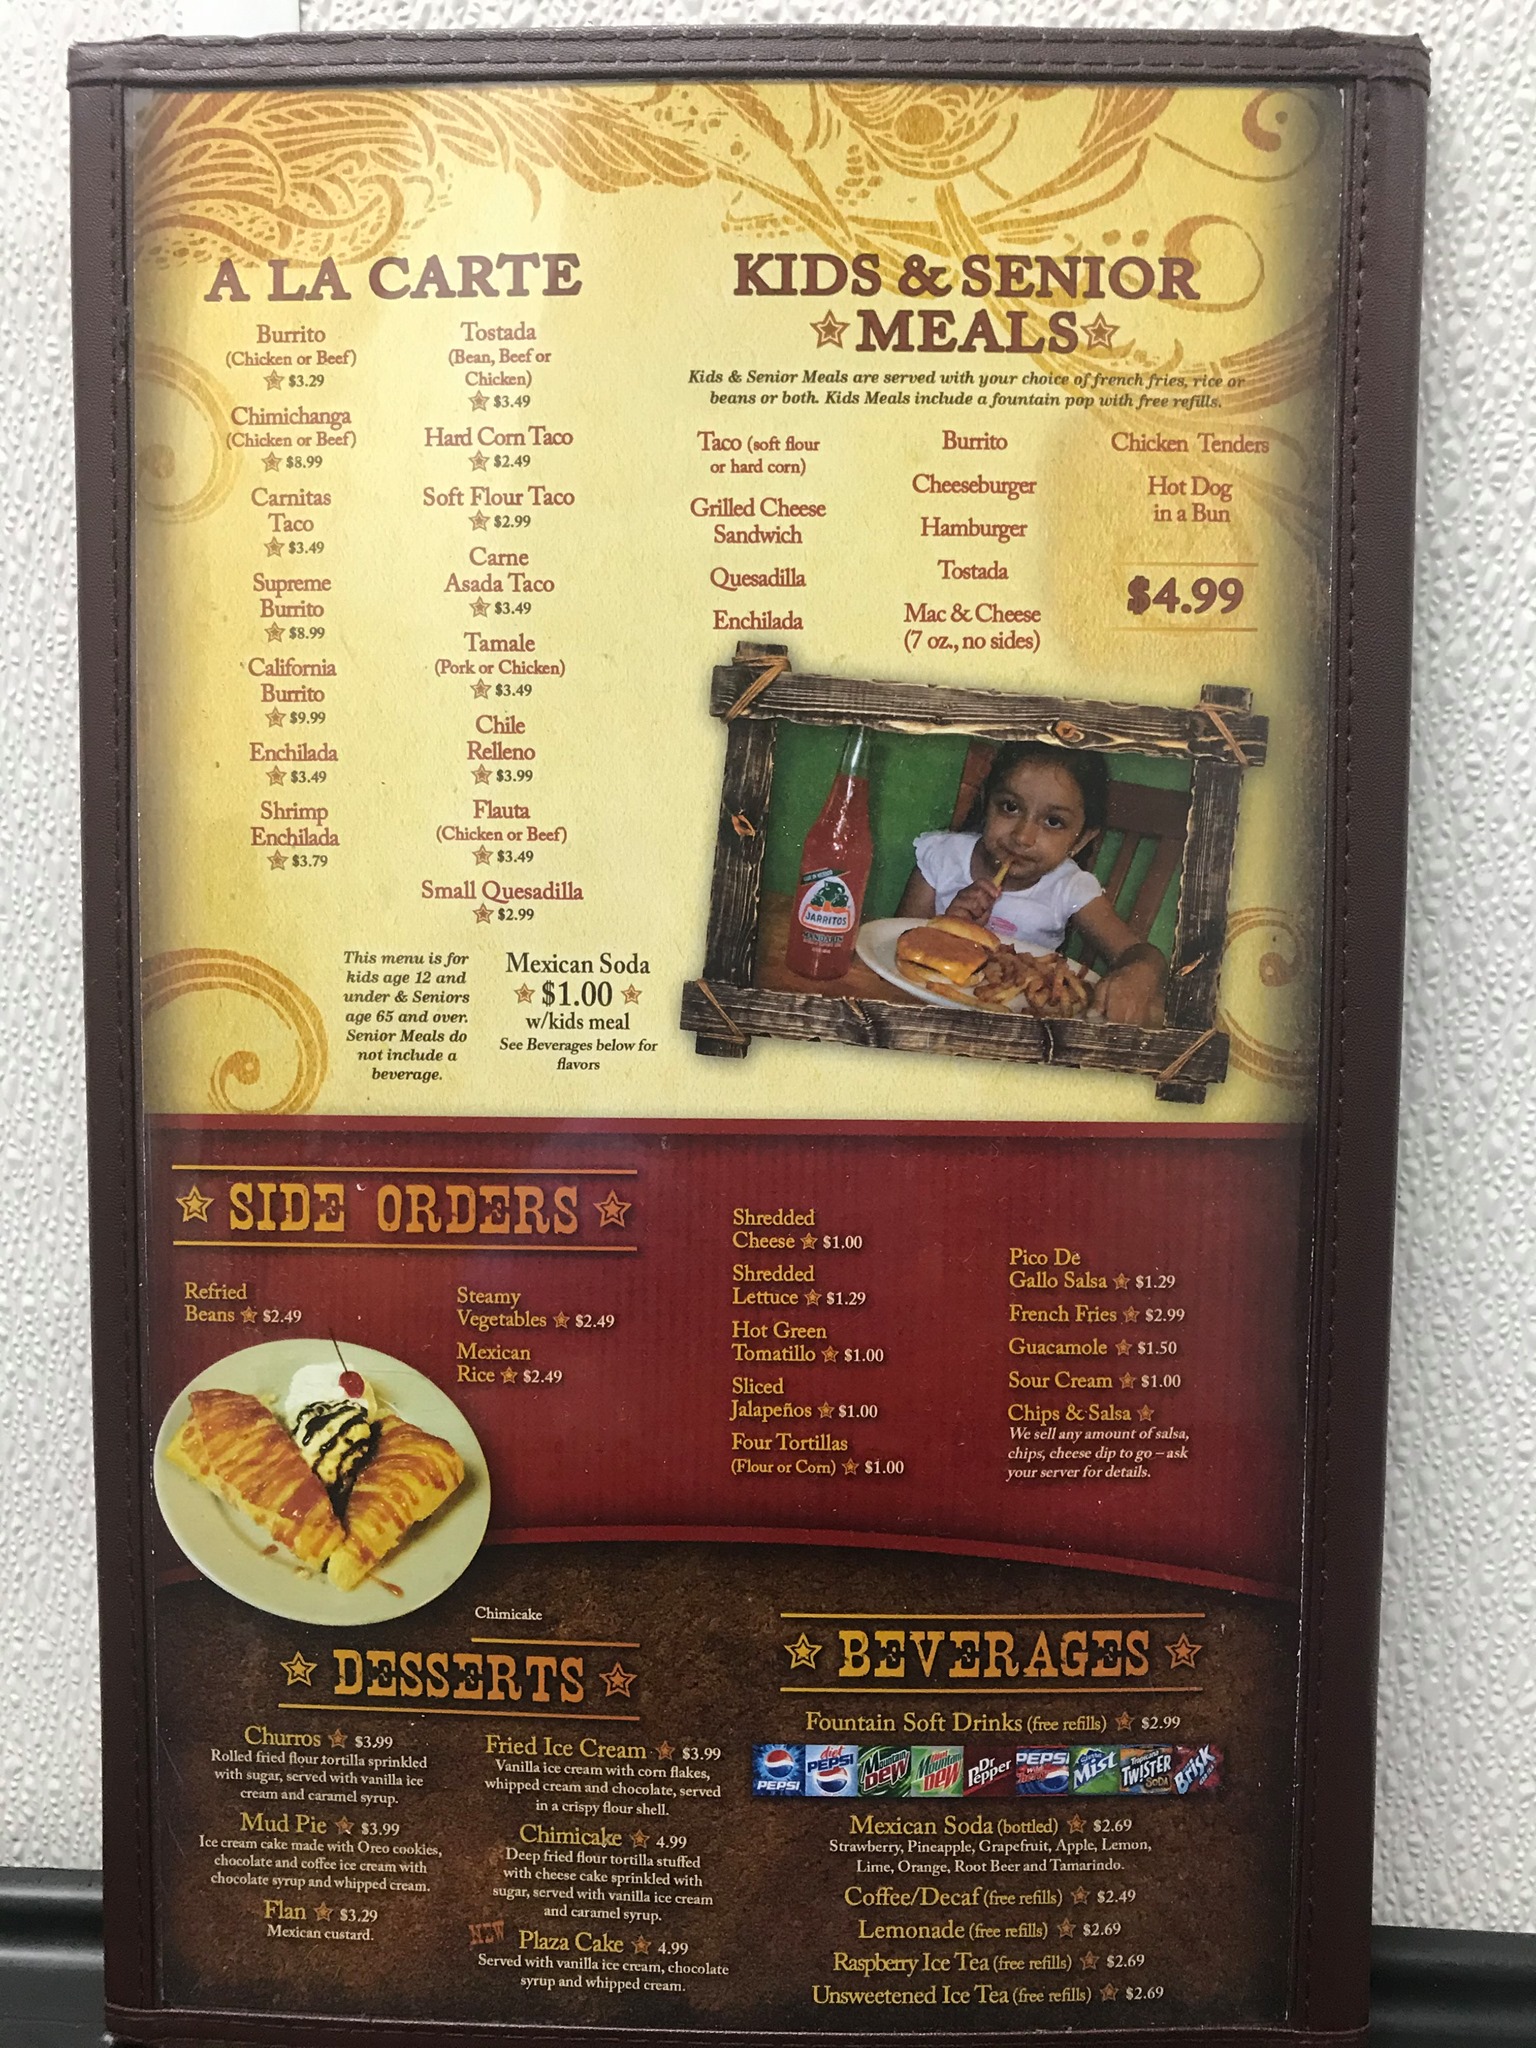 A LA CARTE
Burrito
(Chicken or Beef)
$3.29
Chimichanga
(Chicken or Beef)
$8.99
Carnitas
Taco
$3.49
Supreme
Burrito
$8.99
California
Burrito
$9.99
Enchilada
$3.49
Shrimp
Enchilada
$3.79
Tostada
(Bean, Beef or
Chicken)
$3.49
Hard Corn Taco
$2.49
Soft Flour Taco
$2.99
Carne
Asada Taco
$3.49
Tamale
(Pork or Chicken)
$3.49
Chile
Relleno
$3.99
Flauta
(Chicken or Beef)
$3.49
Small Quesadilla
$2.99
KIDS & SENIOR
MEALS
Kids & Senior Meals are served with your choice of french fries, rice or
beans or both. Kids Meals include a fountain pop with free refills.
Taco (soft flour
or hard corn)
Grilled Cheese
Sandwich
Quesadilla
Enchilada
Burrito
Cheeseburger
Hamburger
Tostada
Mac & Cheese
(7 oz., no sides)
Chicken Tenders
Hot Dog
in a Bun
$4.99
This menu is for
kids age 12 and
under & Seniors
age 65 and over.
Senior Meals do
not include a
beverage.
Mexican Soda
$1.00
w/kids meal
See Beverages below for
flavors
JARRITOS
MANDARIN
SIDE ORDERS
Refried
Beans $2.49
Steamy
Vegetables $2.49
Mexican
Rice $2.49
Shredded
Cheese $1.00
Shredded
Lettuce $1.29
Hot Green
Tomatillo $1.00
Sliced
Jalapeños $1.00
Four Tortillas
(Flour or Corn) $1.00
Pico De
Gallo Salsa $1.29
French Fries $2.99
Guacamole $1.50
Sour Cream $1.00
Chips & Salsa
We sell any amount of salsa,
chips, cheese dip to go – ask
your server for details.
Chimicake
DESSERTS
Churros $3.99
Rolled fried flour tortilla sprinkled
with sugar, served with vanilla ice
cream and caramel syrup.
Mud Pie $3.99
Ice cream cake made with Oreo cookies,
chocolate and coffee ice cream with
chocolate syrup and whipped cream.
Flan $3.29
Mexican custard.
Fried Ice Cream $3.99
Vanilla ice cream with corn flakes,
whipped cream and chocolate, served
in a crispy flour shell.
Chimicake 4.99
Deep fried flour tortilla stuffed
with cheese cake sprinkled with
sugar, served with vanilla ice cream
and caramel syrup.
NEW Plaza Cake 4.99
Served with vanilla ice cream, chocolate
syrup and whipped cream.
BEVERAGES
Fountain Soft Drinks (free refills) $2.99
PEPSI diet PEPSI Mountain Dew Mountain Dew Dr Pepper PEPSI Mist Tropicana TWISTER SODA BRISK
Mexican Soda (bottled) $2.69
Strawberry, Pineapple, Grapefruit, Apple, Lemon,
Lime, Orange, Root Beer and Tamarindo.
Coffee/Decaf (free refills) $2.49
Lemonade (free refills) $2.69
Raspberry Ice Tea (free refills) $2.69
Unsweetened Ice Tea (free refills) $2.69